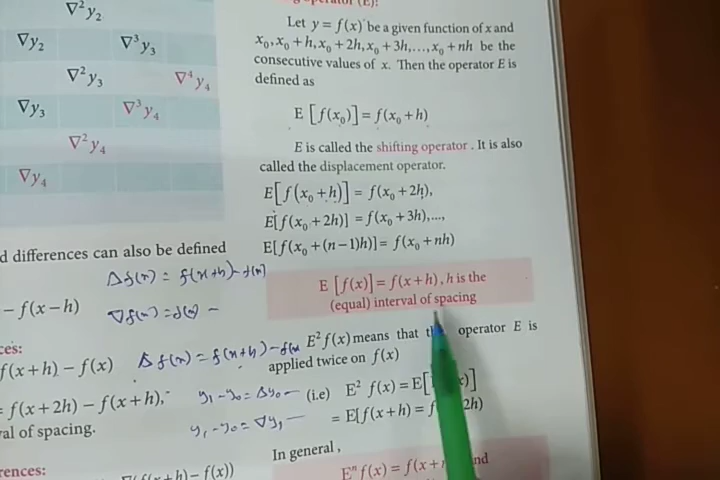 ∇²y₂
∇y₂ ∇³y₃
∇²y₃ ∇⁴y₄
∇y₃ ∇³y₄
∇²y₄
∇y₄
d differences can also be defined
Δf(x) = f(x+h) - f(x)
− f(x − h)
∇f(x) = f(x) −
ces:
f(x + h) − f(x)
Δf(x) = f(x+h) - f(x
= f(x + 2h) − f(x + h),
y₁ - y₀ = Δy₀ −
val of spacing.
y₁ - y₀ = ∇y₁ −
rences:
(E):
Let y = f(x) be a given function of x and
x₀, x₀ + h, x₀ + 2h, x₀ + 3h, ..., x₀ + nh be the
consecutive values of x. Then the operator E is
defined as
E [f(x₀)] = f(x₀ + h)
E is called the shifting operator . It is also
called the displacement operator.
E[f(x₀ + h)] = f(x₀ + 2h),
E[f(x₀ + 2h)] = f(x₀ + 3h),...,
E[f(x₀ + (n − 1)h)] = f(x₀ + nh)
E [f(x)] = f(x + h), h is the
(equal) interval of spacing
E² f(x) means that operator E is
applied twice on f(x)
(i.e) E² f(x) = E[ x)]
= E[f(x + h) = f 2h)
In general ,
Eⁿ f(x) = f(x +